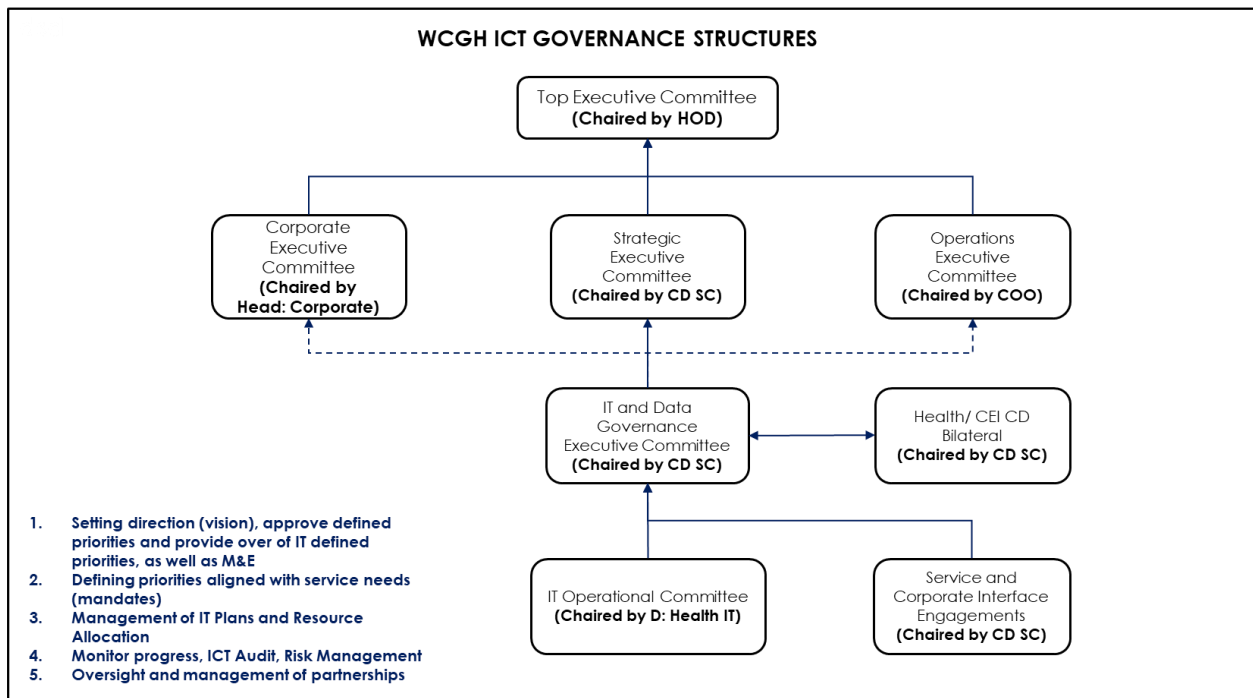 WCGH ICT GOVERNANCE STRUCTURES
Top Executive Committee
(Chaired by HOD)
Corporate
Executive
Committee
(Chaired by
Head: Corporate)
Strategic
Executive
Committee
(Chaired by CD SC)
Operations
Executive
Committee
(Chaired by COO)
IT and Data
Governance
Executive Committee
(Chaired by CD SC)
Health/ CEI CD
Bilateral
(Chaired by CD SC)
IT Operational Committee
(Chaired by D: Health IT)
Service and
Corporate Interface
Engagements
(Chaired by CD SC)
1. Setting direction (vision), approve defined
priorities and provide over of IT defined
priorities, as well as M&E
2. Defining priorities aligned with service needs
(mandates)
3. Management of IT Plans and Resource
Allocation
4. Monitor progress, ICT Audit, Risk Management
5. Oversight and management of partnerships